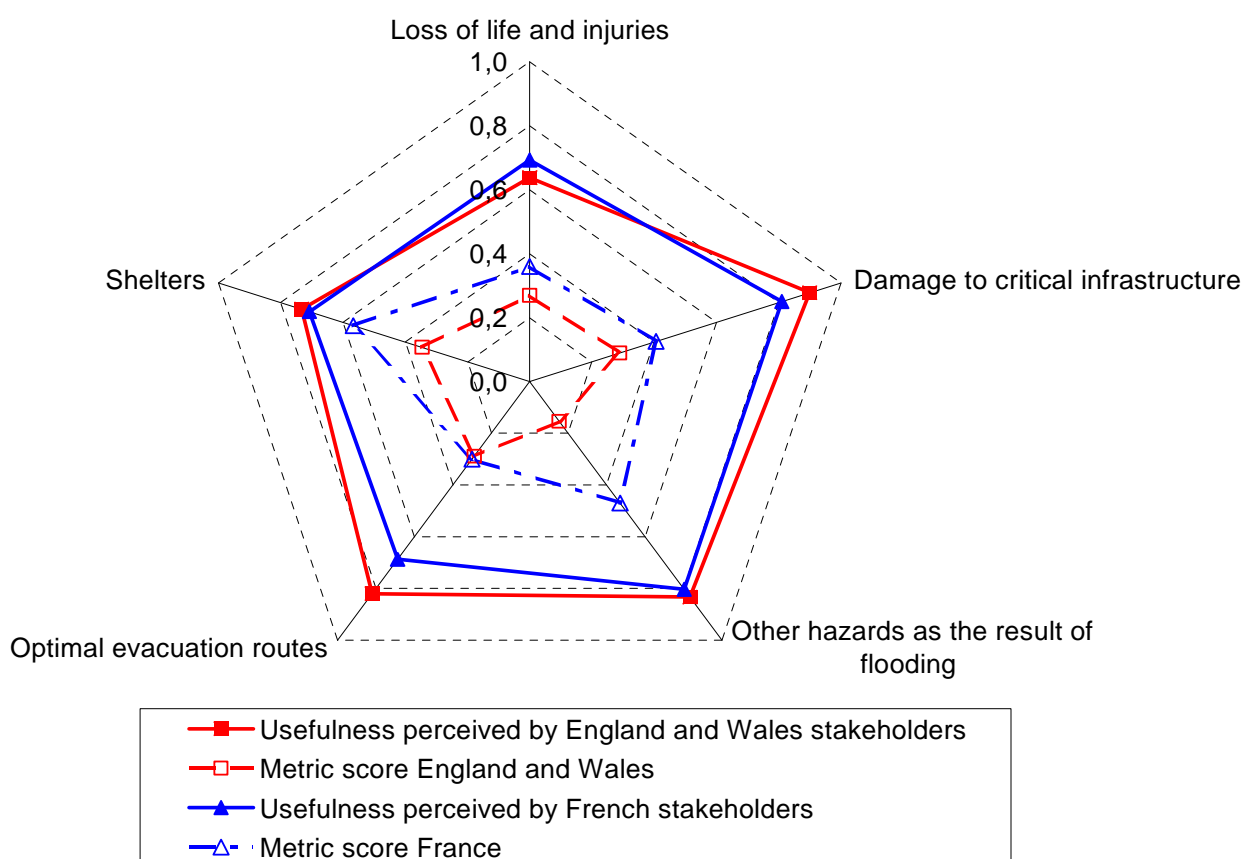 Loss of life and injuries
1,0
0,8
0,6
0,4
0,2
0,0
Shelters
Damage to critical infrastructure
Optimal evacuation routes
Other hazards as the result of
flooding
Usefulness perceived by England and Wales stakeholders
Metric score England and Wales
Usefulness perceived by French stakeholders
Metric score France